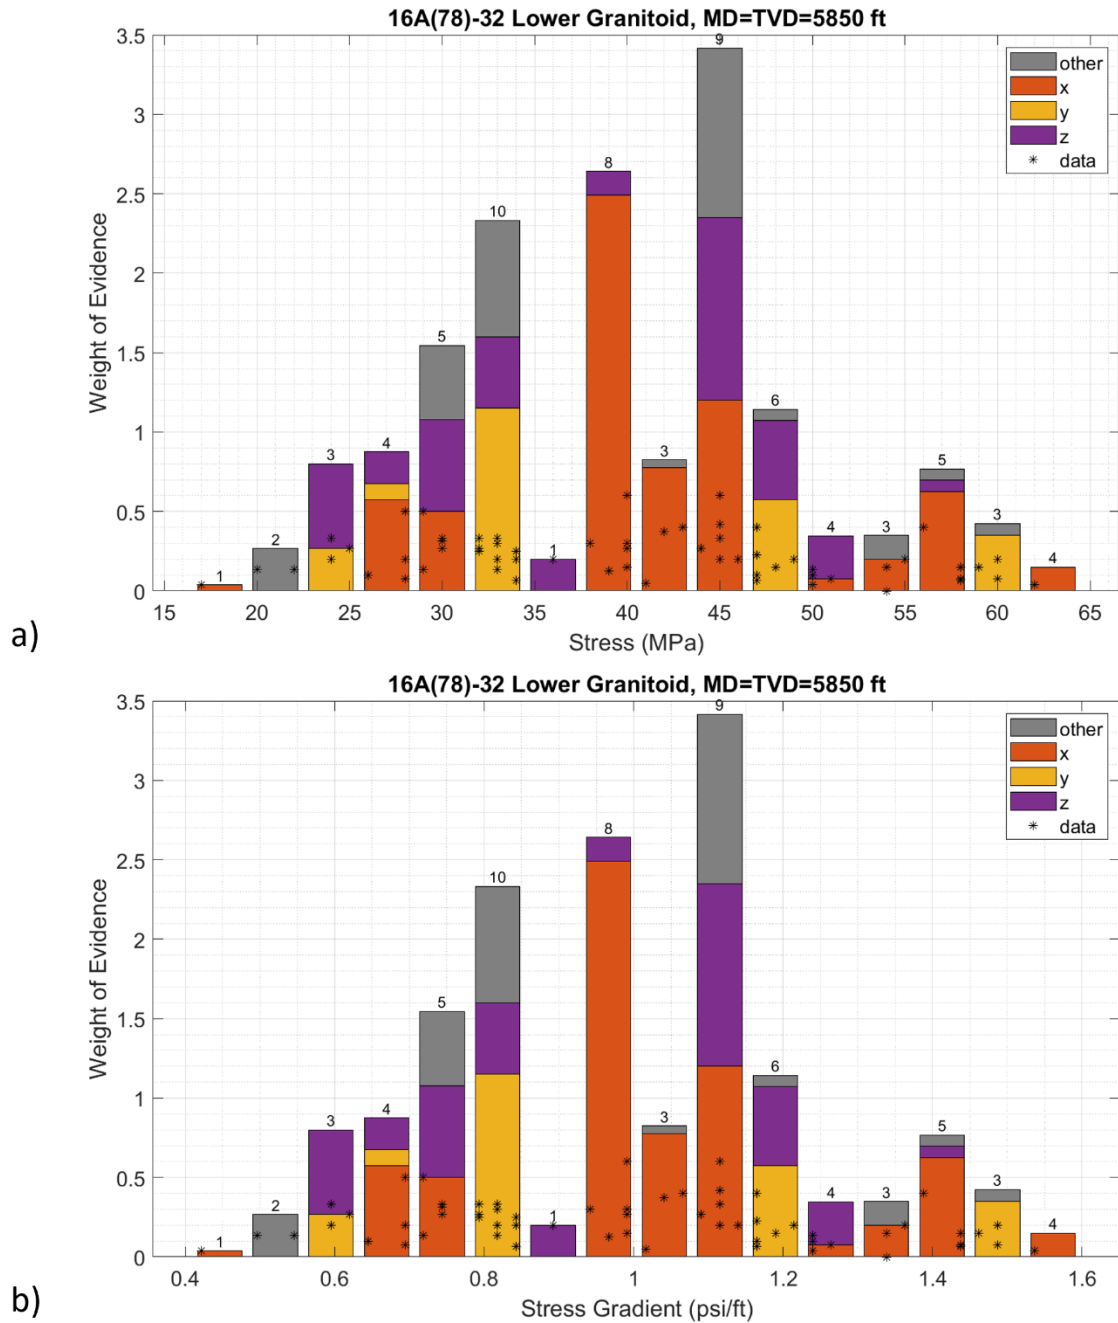 16A(78)-32 Lower Granitoid, MD=TVD=5850 ft
3.5
3
2.5
2
1.5
1
0.5
0
Weight of Evidence
1
2
3
4
5
10
1
8
3
9
6
4
3
5
3
4
other
x
y
z
data
15 20 25 30 35 40 45 50 55 60 65
Stress (MPa)
a)
16A(78)-32 Lower Granitoid, MD=TVD=5850 ft
3.5
3
2.5
2
1.5
1
0.5
0
Weight of Evidence
1
2
3
4
5
10
1
8
3
9
6
4
3
5
3
4
other
x
y
z
data
0.4 0.6 0.8 1 1.2 1.4 1.6
Stress Gradient (psi/ft)
b)